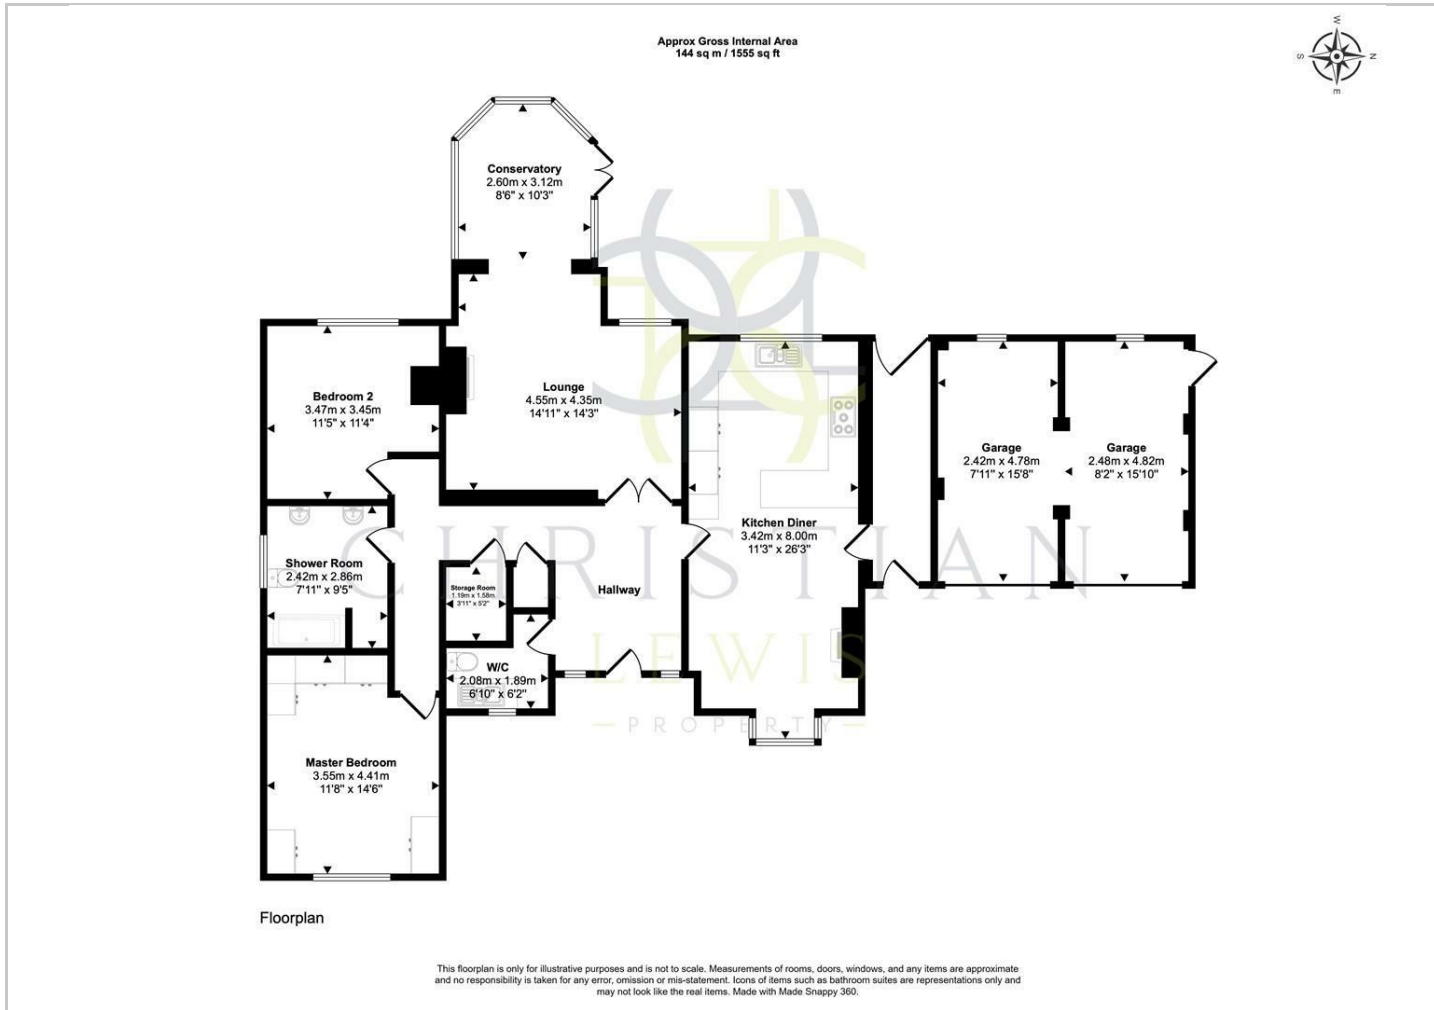 Approx Gross Internal Area
144 sq m / 1555 sq ft
W
S
N
E
Conservatory
2.60m x 3.12m
8'6" x 10'3"
Bedroom 2
3.47m x 3.45m
11'5" x 11'4"
Lounge
4.55m x 4.35m
14'11" x 14'3"
Garage
2.42m x 4.78m
7'11" x 15'8"
Garage
2.48m x 4.82m
8'2" x 15'10"
Kitchen Diner
3.42m x 8.00m
11'3" x 26'3"
Shower Room
2.42m x 2.86m
7'11" x 9'5"
Storage Room
1.19m x 1.58m
3'11" x 5'2"
Hallway
W/C
2.08m x 1.89m
6'10" x 6'2"
Master Bedroom
3.55m x 4.41m
11'8" x 14'6"
CHRISTIAN
LEWIS
PROPERTY
Floorplan
This floorplan is only for illustrative purposes and is not to scale. Measurements of rooms, doors, windows, and any items are approximate
and no responsibility is taken for any error, omission or mis-statement. Icons of items such as bathroom suites are representations only and
may not look like the real items. Made with Made Snappy 360.